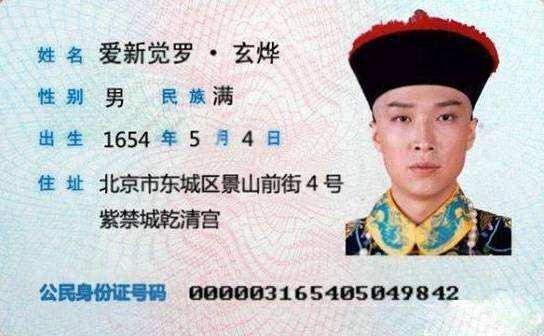 姓名 爱新觉罗·玄烨
性别 男 民族 满
出生 1654 年 5 月 4 日
住址 北京市东城区景山前街4号
紫禁城乾清宫
公民身份证号码 000003165405049842